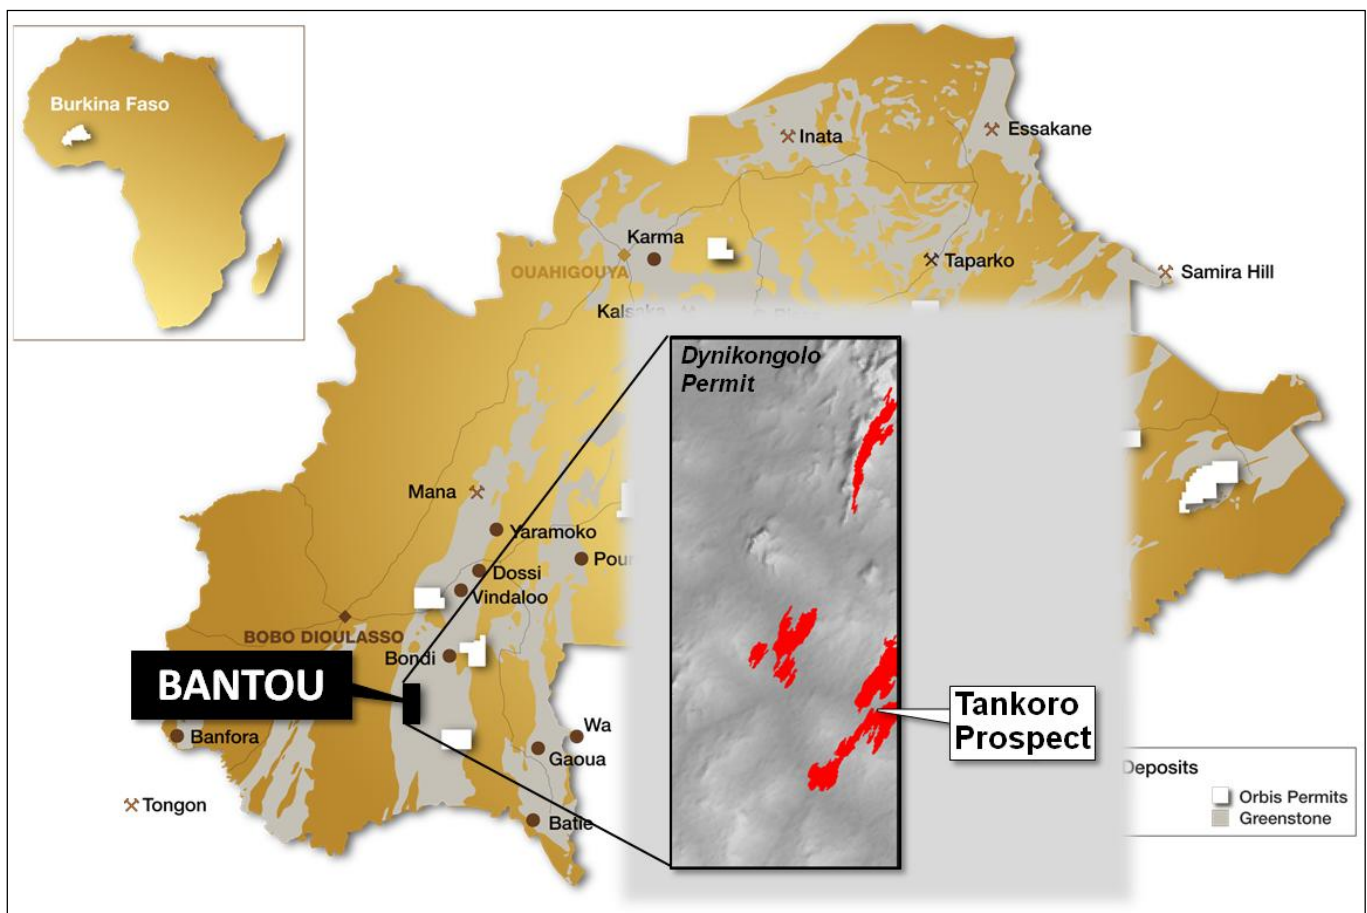 Burkina Faso
Inata
Essakane
Karma
OUAHIGOUYA
Taparko
Samira Hill
Kalsaka
Dynikongolo
Permit
Mana
Yaramoko
Dossi
Vindaloo
BOBO DIOULASSO
Bondi
BANTOU
Tankoro
Prospect
Banfora
Wa
Gaoua
Deposits
Orbis Permits
Greenstone
Tongon
Batie